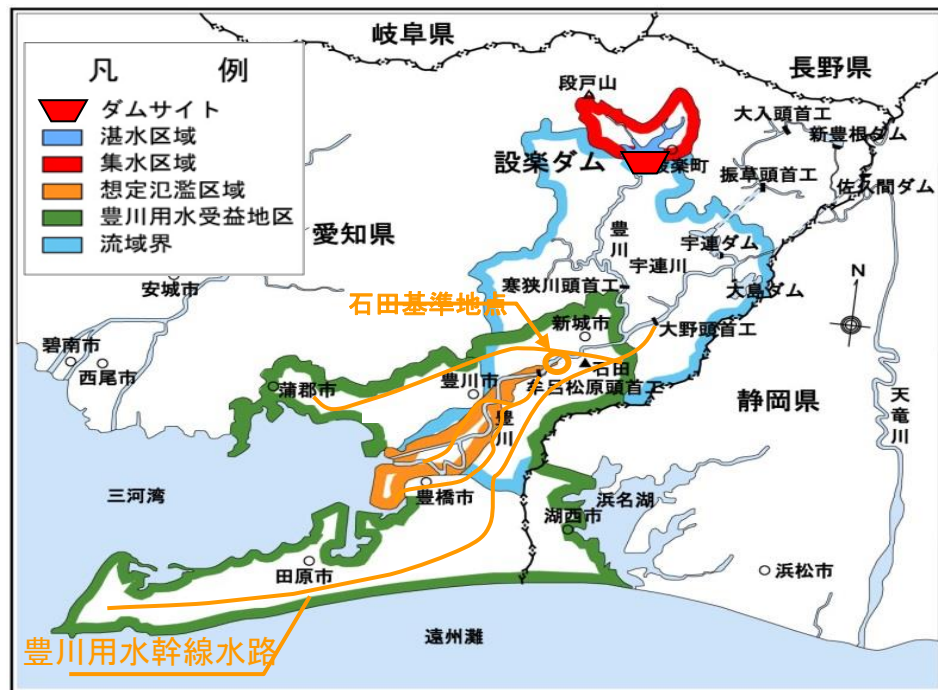 岐阜県
凡 例
ダムサイト
湛水区域
集水区域
想定氾濫区域
豊川用水受益地区
流域界
長野県
段戸山
大入頭首工
新豊根ダム
設楽ダム
設楽町
振草頭首工
佐久間ダム
愛知県
豊川
宇連ダム
宇連川
寒狭川頭首工
大島ダム
N
安城市
石田基準地点
新城市
大野頭首工
碧南市
西尾市
蒲郡市
豊川市
石田
牟呂松原頭首工
豊川
静岡県
天竜川
三河湾
豊橋市
浜名湖
湖西市
田原市
浜松市
遠州灘
豊川用水幹線水路